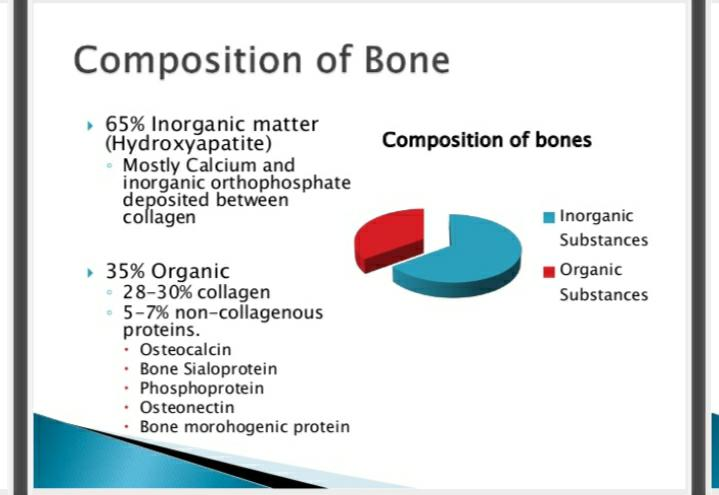 Composition of Bone
65% Inorganic matter
(Hydroxyapatite)
Mostly Calcium and
inorganic orthophosphate
deposited between
collagen
35% Organic
28-30% collagen
5-7% non-collagenous
proteins.
Osteocalcin
Bone Sialoprotein
Phosphoprotein
Osteonectin
Bone morohogenic protein
Composition of bones
Inorganic
Substances
Organic
Substances